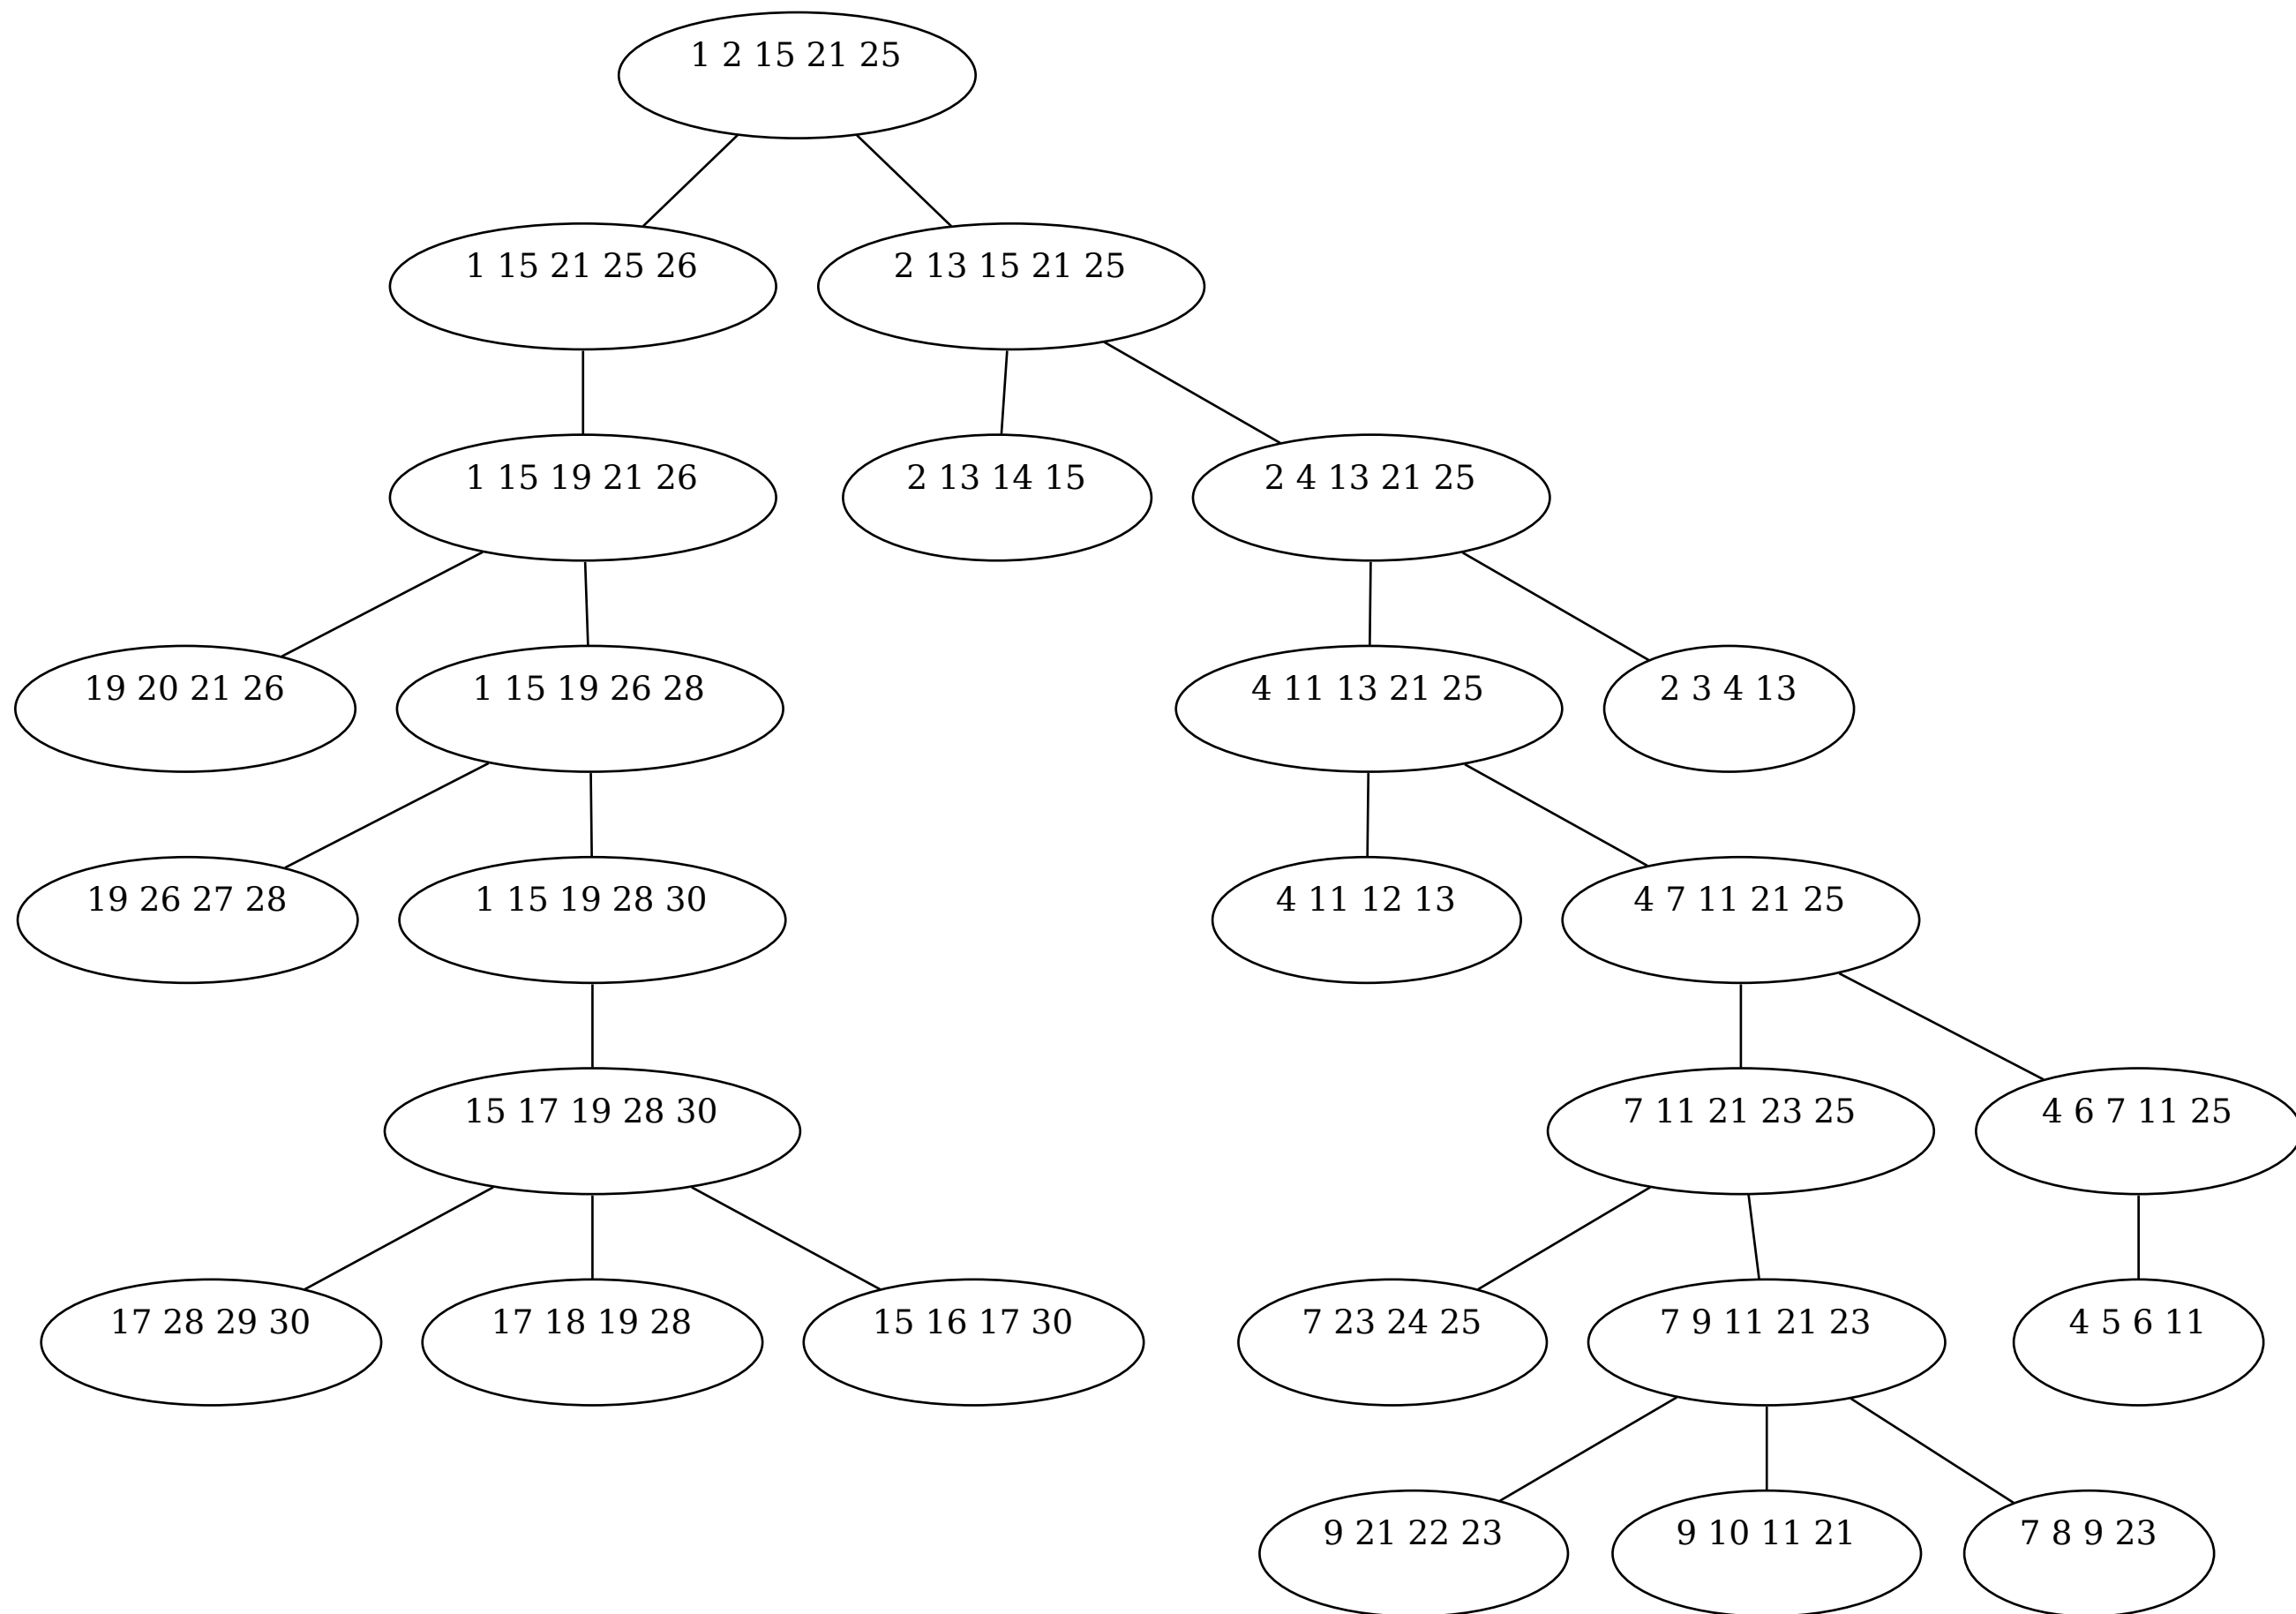 1 2 15 21 25
1 15 21 25 26
2 13 15 21 25
1 15 19 21 26
2 13 14 15
2 4 13 21 25
19 20 21 26
1 15 19 26 28
4 11 13 21 25
2 3 4 13
19 26 27 28
1 15 19 28 30
4 11 12 13
4 7 11 21 25
15 17 19 28 30
7 11 21 23 25
4 6 7 11 25
17 28 29 30
17 18 19 28
15 16 17 30
7 23 24 25
7 9 11 21 23
4 5 6 11
9 21 22 23
9 10 11 21
7 8 9 23